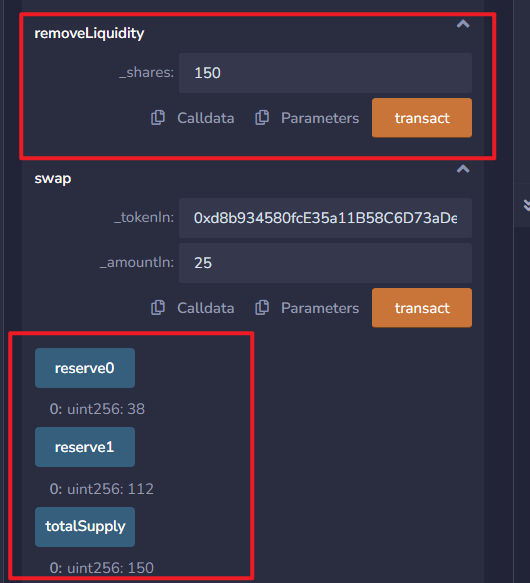 removeLiquidity
_shares: 150
Calldata Parameters transact
swap
_tokenIn: 0xd8b934580fcE35a11B58C6D73aDe
_amountIn: 25
Calldata Parameters transact
reserve0
0: uint256: 38
reserve1
0: uint256: 112
totalSupply
0: uint256: 150